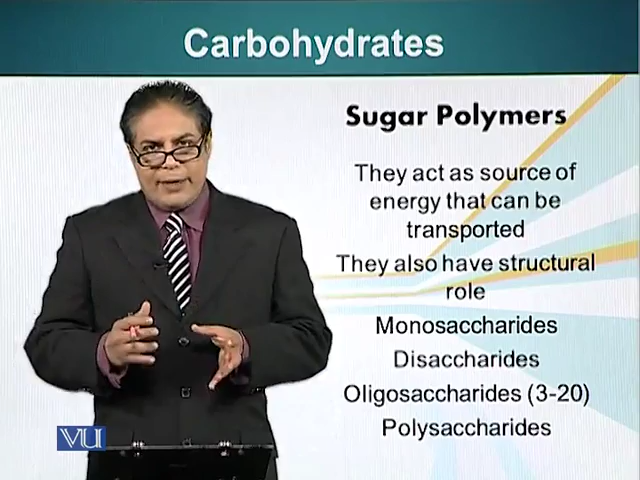 Carbohydrates
Sugar Polymers
They act as source of
energy that can be
transported
They also have structural
role
Monosaccharides
Disaccharides
Oligosaccharides (3-20)
Polysaccharides
VU